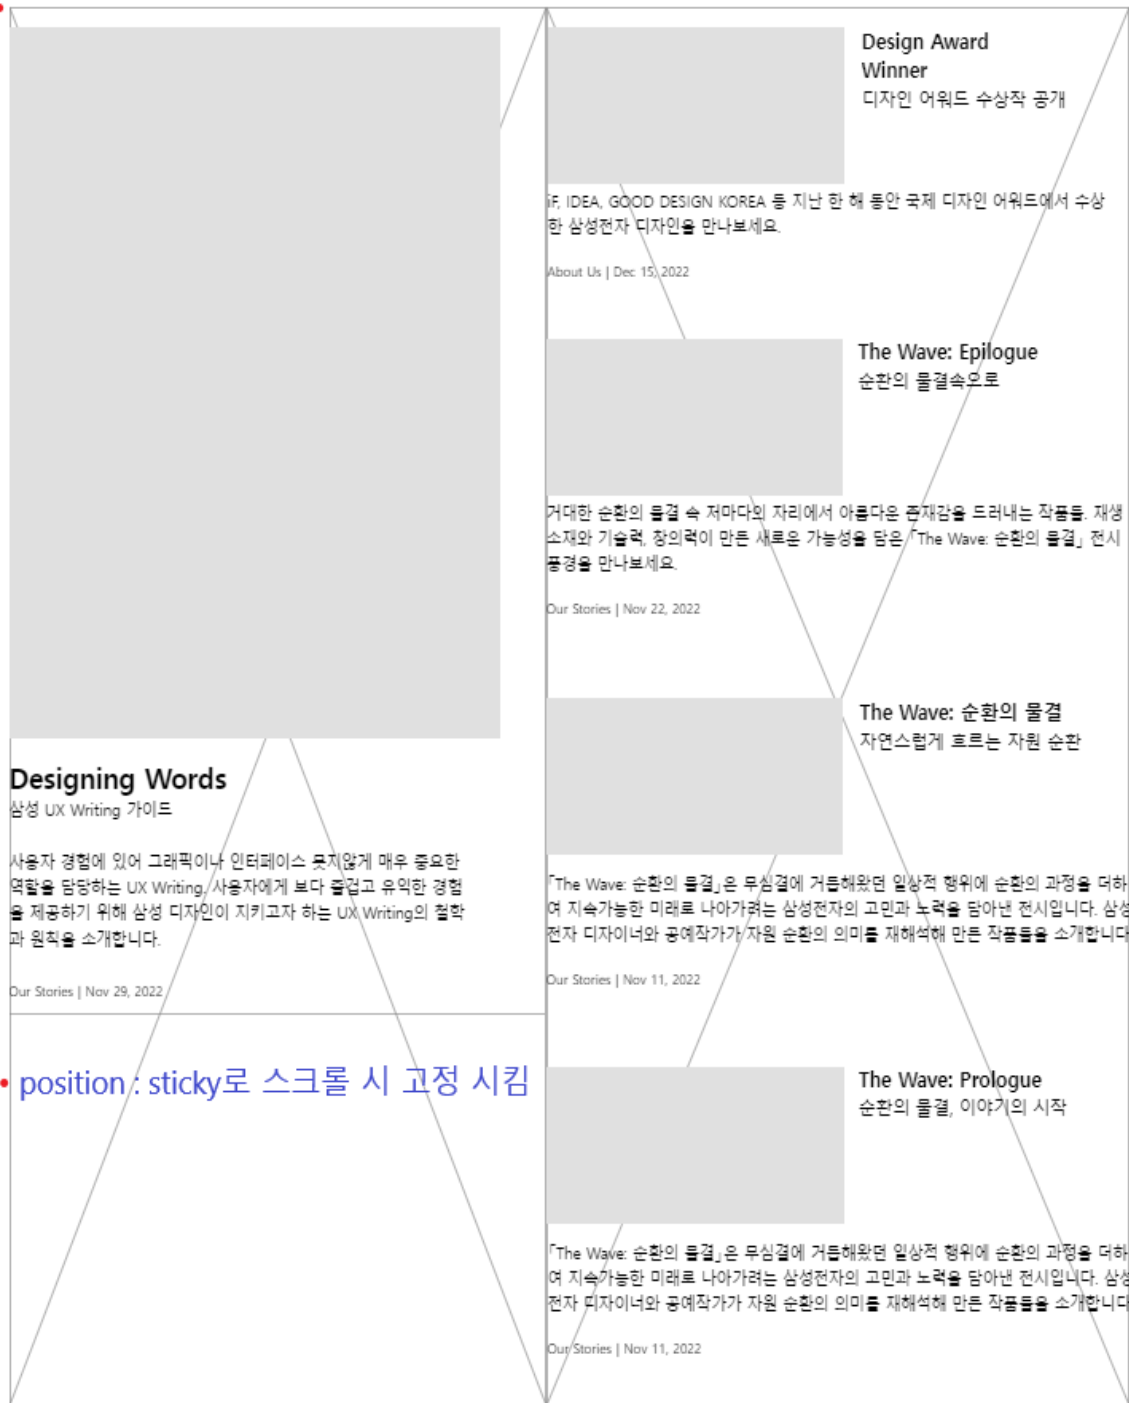 Designing Words
삼성 UX Writing 가이드
사용자 경험에 있어 그래픽이나 인터페이스 못지않게 매우 중요한
역할을 담당하는 UX Writing. 사용자에게 보다 즐겁고 유익한 경험
을 제공하기 위해 삼성 디자인이 지키고자 하는 UX Writing의 철학
과 원칙을 소개합니다.
Our Stories | Nov 29, 2022
position : sticky로 스크롤 시 고정 시킴
Design Award
Winner
디자인 어워드 수상작 공개
iF, IDEA, GOOD DESIGN KOREA 등 지난 한 해 동안 국제 디자인 어워드에서 수상
한 삼성전자 디자인을 만나보세요.
About Us | Dec 15, 2022
The Wave: Epilogue
순환의 물결속으로
거대한 순환의 물결 속 저마다의 자리에서 아름다운 존재감을 드러내는 작품들. 재생
소재와 기술력, 창의력이 만든 새로운 가능성을 담은 「The Wave: 순환의 물결」 전시
풍경을 만나보세요.
Our Stories | Nov 22, 2022
The Wave: 순환의 물결
자연스럽게 흐르는 자원 순환
「The Wave: 순환의 물결」은 무심결에 거듭해왔던 일상적 행위에 순환의 과정을 더하
여 지속가능한 미래로 나아가려는 삼성전자의 고민과 노력을 담아낸 전시입니다. 삼성
전자 디자이너와 공예작가가 자원 순환의 의미를 재해석해 만든 작품들을 소개합니다
Our Stories | Nov 11, 2022
The Wave: Prologue
순환의 물결, 이야기의 시작
「The Wave: 순환의 물결」은 무심결에 거듭해왔던 일상적 행위에 순환의 과정을 더하
여 지속가능한 미래로 나아가려는 삼성전자의 고민과 노력을 담아낸 전시입니다. 삼성
전자 디자이너와 공예작가가 자원 순환의 의미를 재해석해 만든 작품들을 소개합니다
Our Stories | Nov 11, 2022